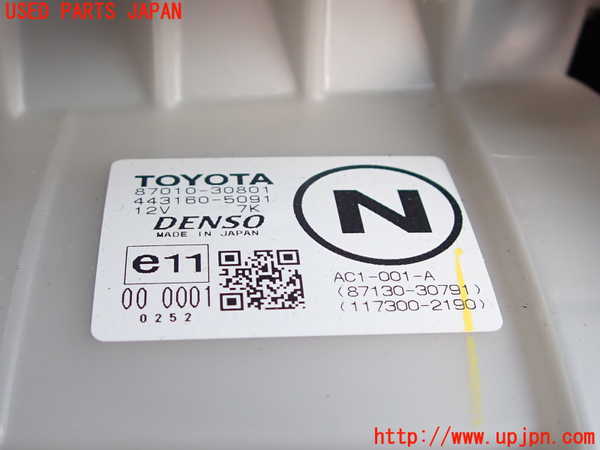 USED PARTS JAPAN
TOYOTA
87010-30801
443160-5091
12V 7K
DENSO
MADE IN JAPAN
e11
00 0001
0252
N
AC1-001-A
(87130-30791)
(117300-2190)
http://www.upjpn.com/